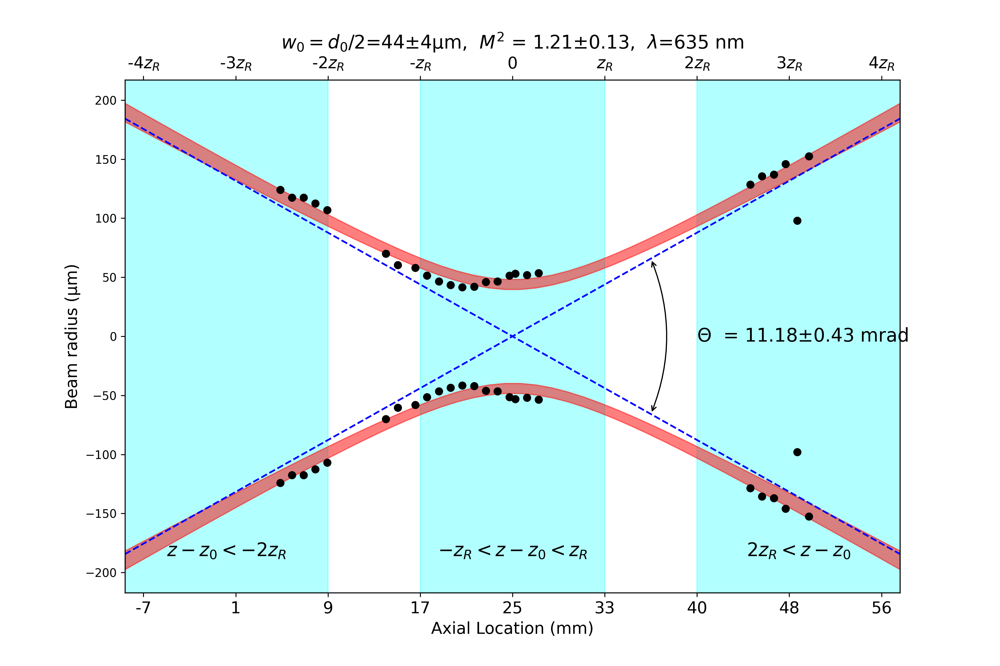 w₀ = d₀/2=44±4µm,  M² = 1.21±0.13,  λ=635 nm
-4z_R -3z_R -2z_R -z_R 0 z_R 2z_R 3z_R 4z_R
200
150
100
50
0
−50
−100
−150
−200
Beam radius (µm)
Θ  = 11.18±0.43 mrad
z − z₀ < −2z_R
−z_R < z − z₀ < z_R
2z_R < z − z₀
-7 1 9 17 25 33 40 48 56
Axial Location (mm)